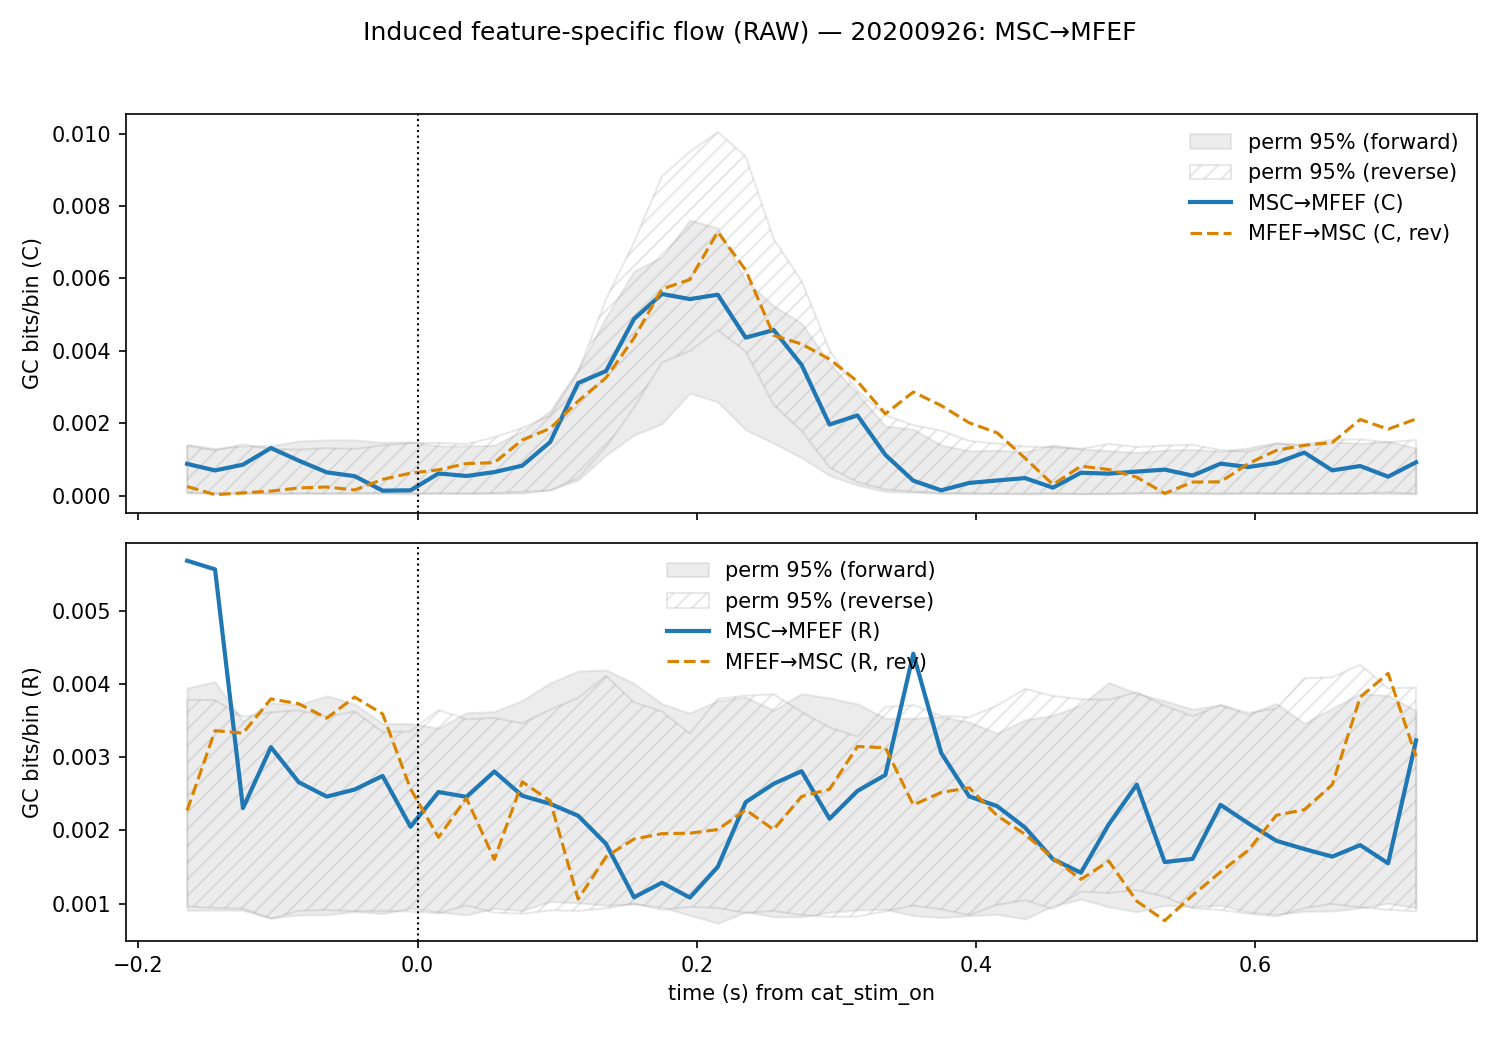 Induced feature-specific flow (RAW) — 20200926: MSC→MFEF
GC bits/bin (C)
0.010
0.008
0.006
0.004
0.002
0.000
perm 95% (forward)
perm 95% (reverse)
MSC→MFEF (C)
MFEF→MSC (C, rev)
GC bits/bin (R)
0.005
0.004
0.003
0.002
0.001
perm 95% (forward)
perm 95% (reverse)
MSC→MFEF (R)
MFEF→MSC (R, rev)
−0.2 0.0 0.2 0.4 0.6
time (s) from cat_stim_on